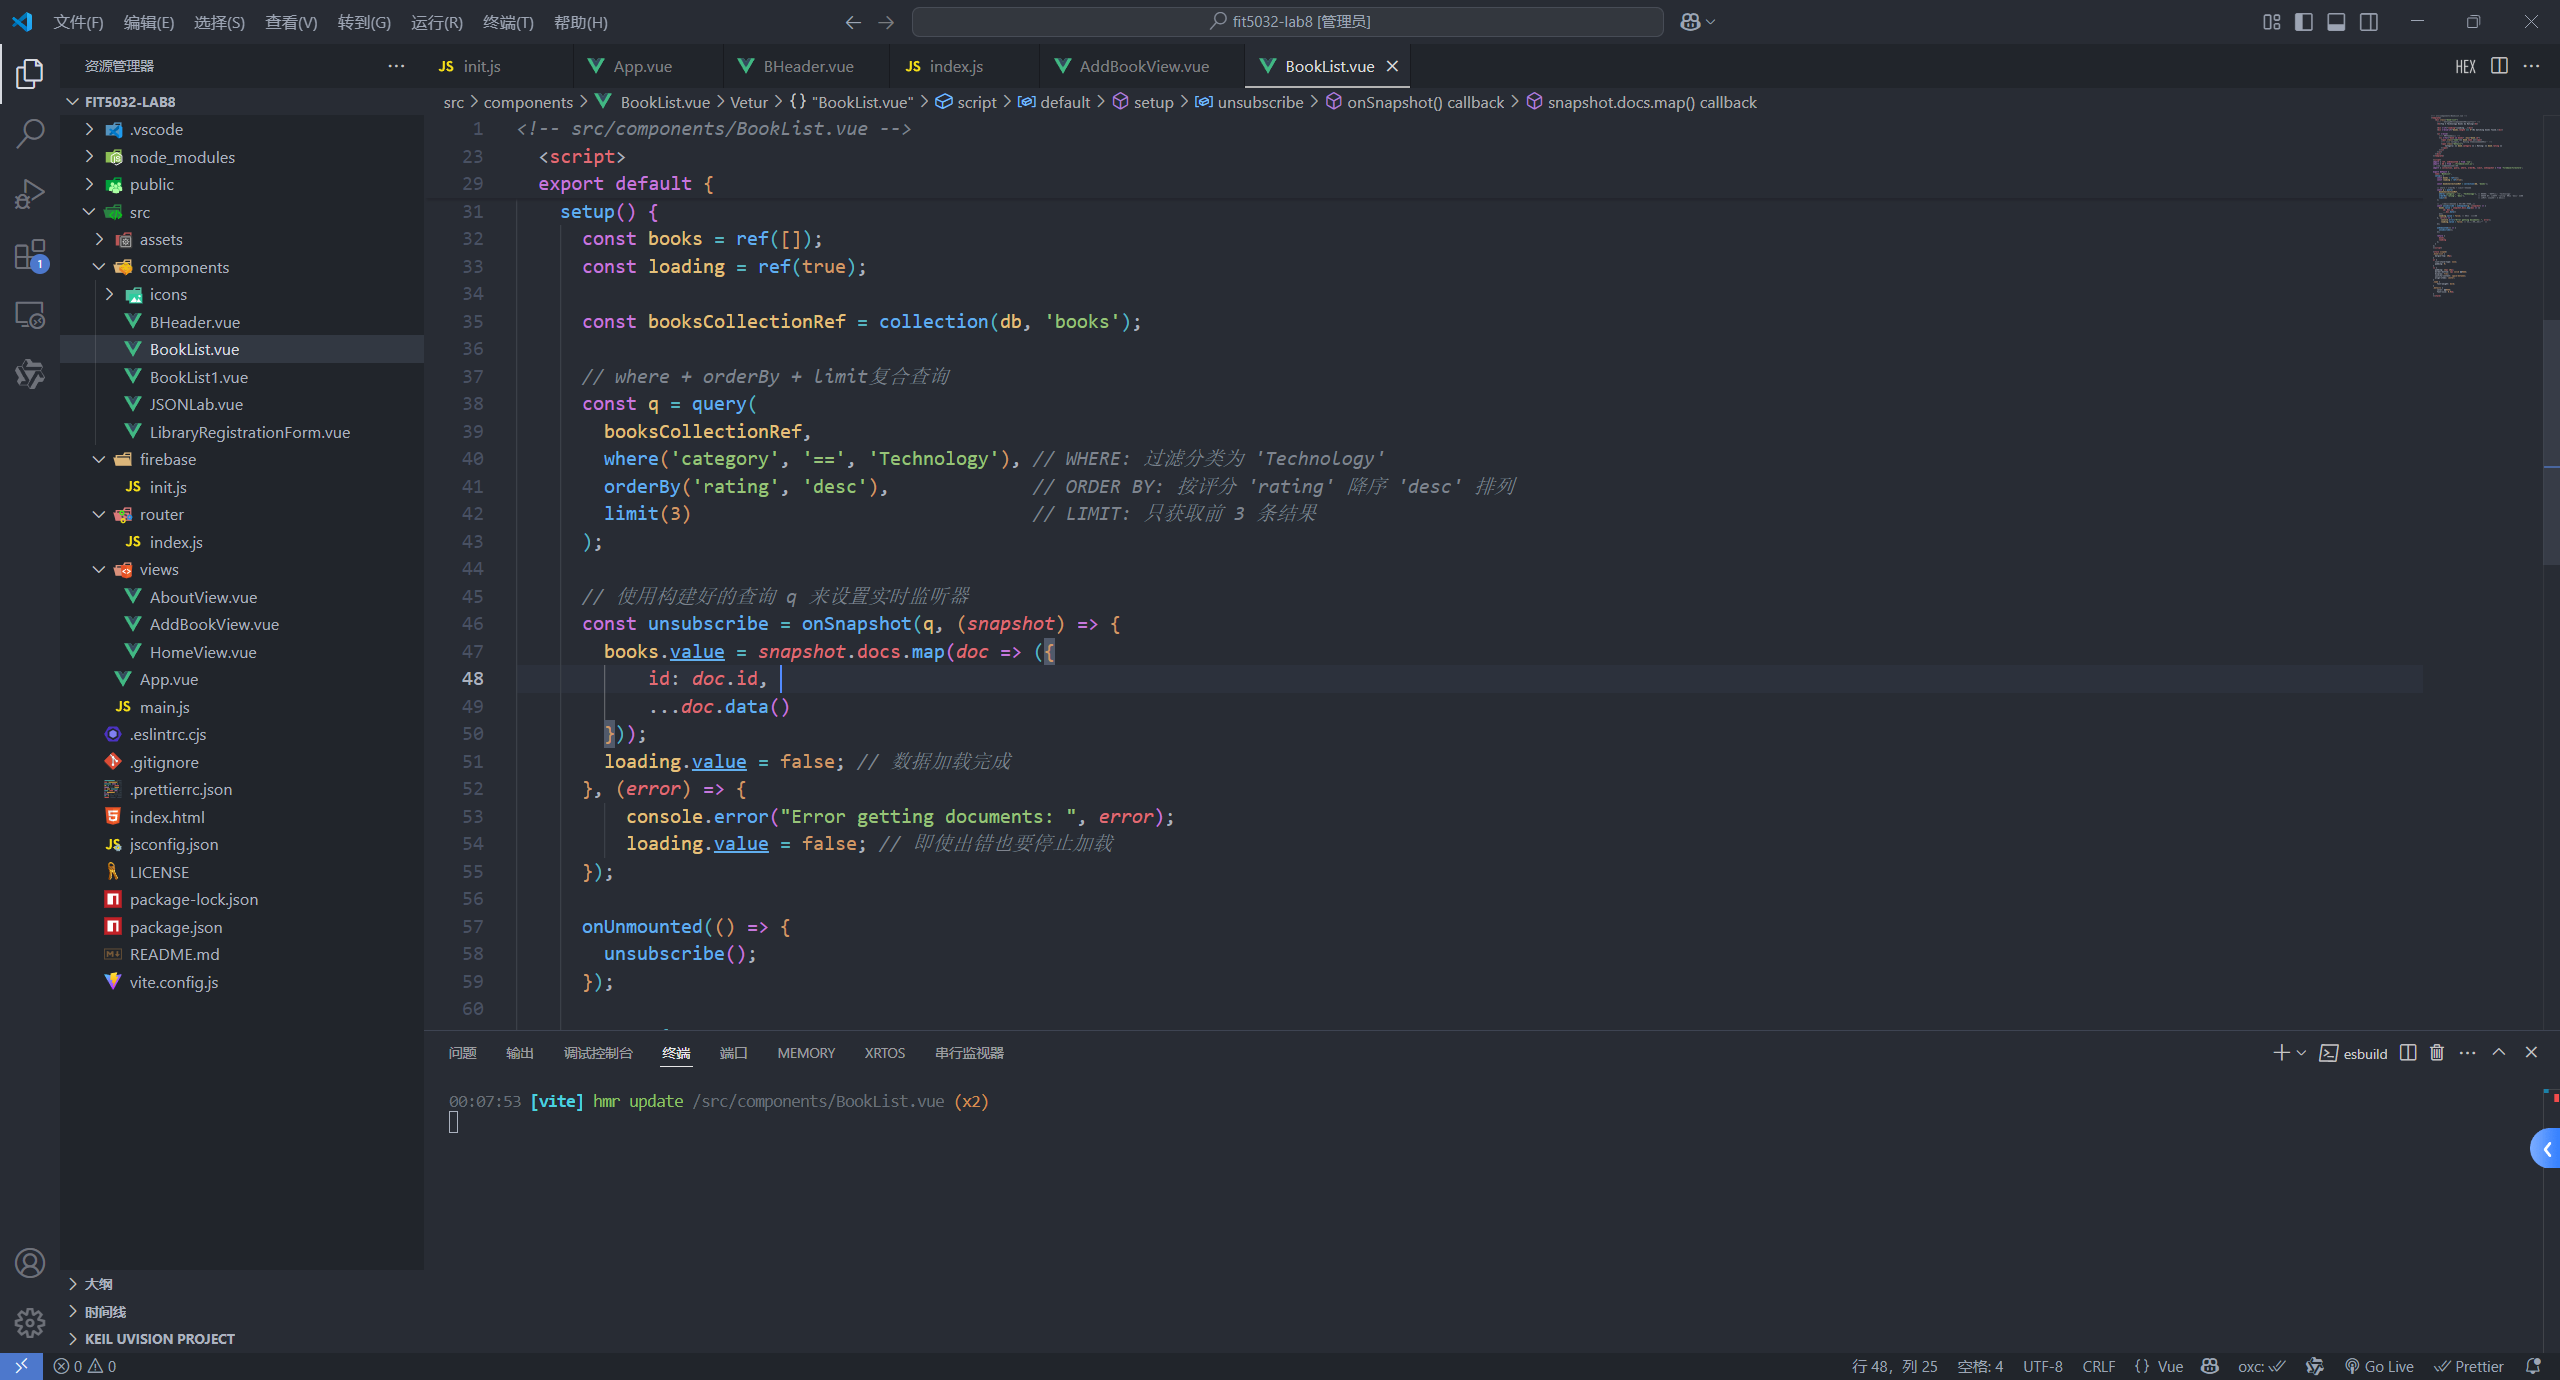 文件(F) 编辑(E) 选择(S) 查看(V) 转到(G) 运行(R) 终端(T) 帮助(H)
fit5032-lab8 [管理员]
资源管理器
init.js App.vue BHeader.vue index.js AddBookView.vue BookList.vue
HEX
src > components > BookList.vue > Vetur > {} "BookList.vue" > script > default > setup > unsubscribe > onSnapshot() callback > snapshot.docs.map() callback
FIT5032-LAB8
.vscode
node_modules
public
src
assets
components
icons
BHeader.vue
BookList.vue
BookList1.vue
JSONLab.vue
LibraryRegistrationForm.vue
firebase
JS init.js
router
JS index.js
views
AboutView.vue
AddBookView.vue
HomeView.vue
App.vue
JS main.js
.eslintrc.cjs
.gitignore
.prettierrc.json
index.html
jsconfig.json
LICENSE
package-lock.json
package.json
README.md
vite.config.js
大纲
时间线
KEIL UVISION PROJECT
1 <!-- src/components/BookList.vue -->
23 <script>
29 export default {
31 setup() {
32 const books = ref([]);
33 const loading = ref(true);
34
35 const booksCollectionRef = collection(db, 'books');
36
37 // where + orderBy + limit复合查询
38 const q = query(
39 booksCollectionRef,
40 where('category', '==', 'Technology'), // WHERE: 过滤分类为 'Technology'
41 orderBy('rating', 'desc'), // ORDER BY: 按评分 'rating' 降序 'desc' 排列
42 limit(3) // LIMIT: 只获取前 3 条结果
43 );
44
45 // 使用构建好的查询 q 来设置实时监听器
46 const unsubscribe = onSnapshot(q, (snapshot) => {
47 books.value = snapshot.docs.map(doc => ({
48 id: doc.id,
49 ...doc.data()
50 }));
51 loading.value = false; // 数据加载完成
52 }, (error) => {
53 console.error("Error getting documents: ", error);
54 loading.value = false; // 即使出错也要停止加载
55 });
56
57 onUnmounted(() => {
58 unsubscribe();
59 });
60
问题 输出 调试控制台 终端 端口 MEMORY XRTOS 串行监视器
esbuild
00:07:53 [vite] hmr update /src/components/BookList.vue (x2)
0 0
行 48，列 25 空格: 4 UTF-8 CRLF {} Vue oxc: Go Live Prettier